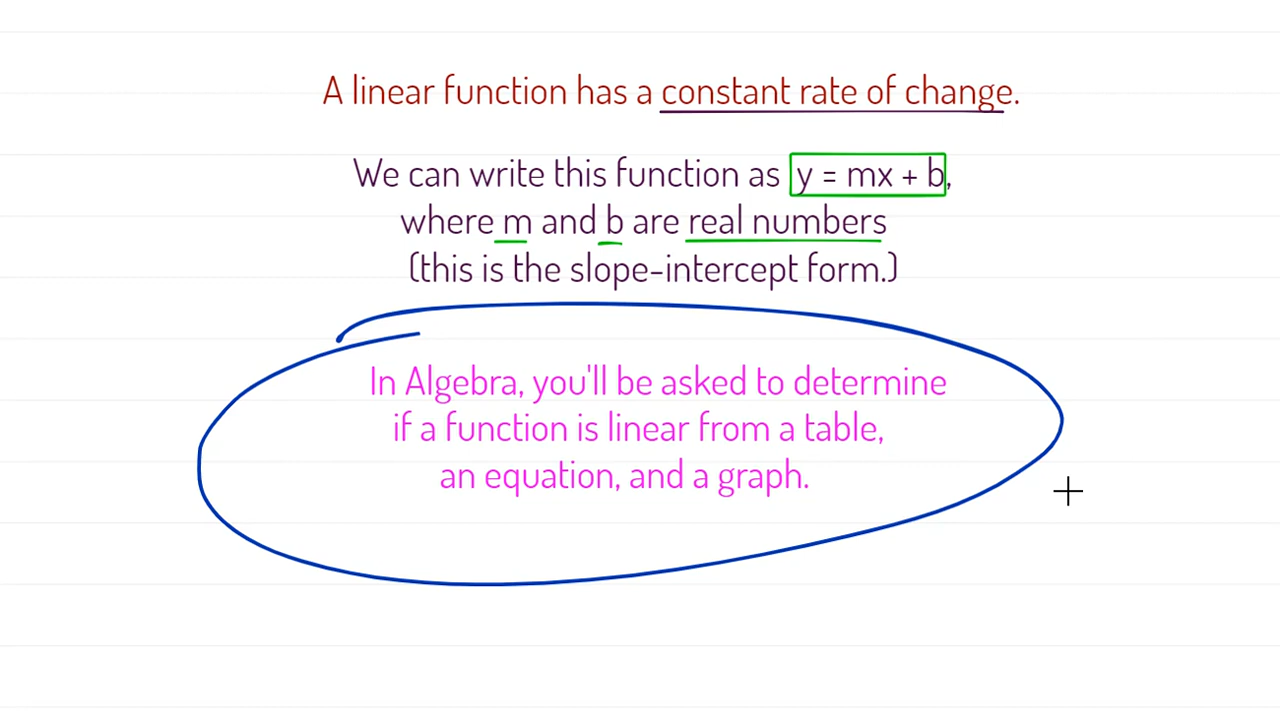 A linear function has a constant rate of change.
We can write this function as y = mx + b,
where m and b are real numbers
(this is the slope-intercept form.)
In Algebra, you'll be asked to determine
if a function is linear from a table,
an equation, and a graph.